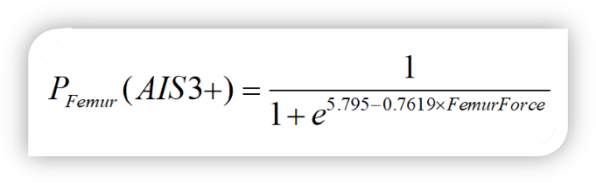 P_Femur (AIS3+) = 1 / (1 + e^(5.795−0.7619×FemurForce))